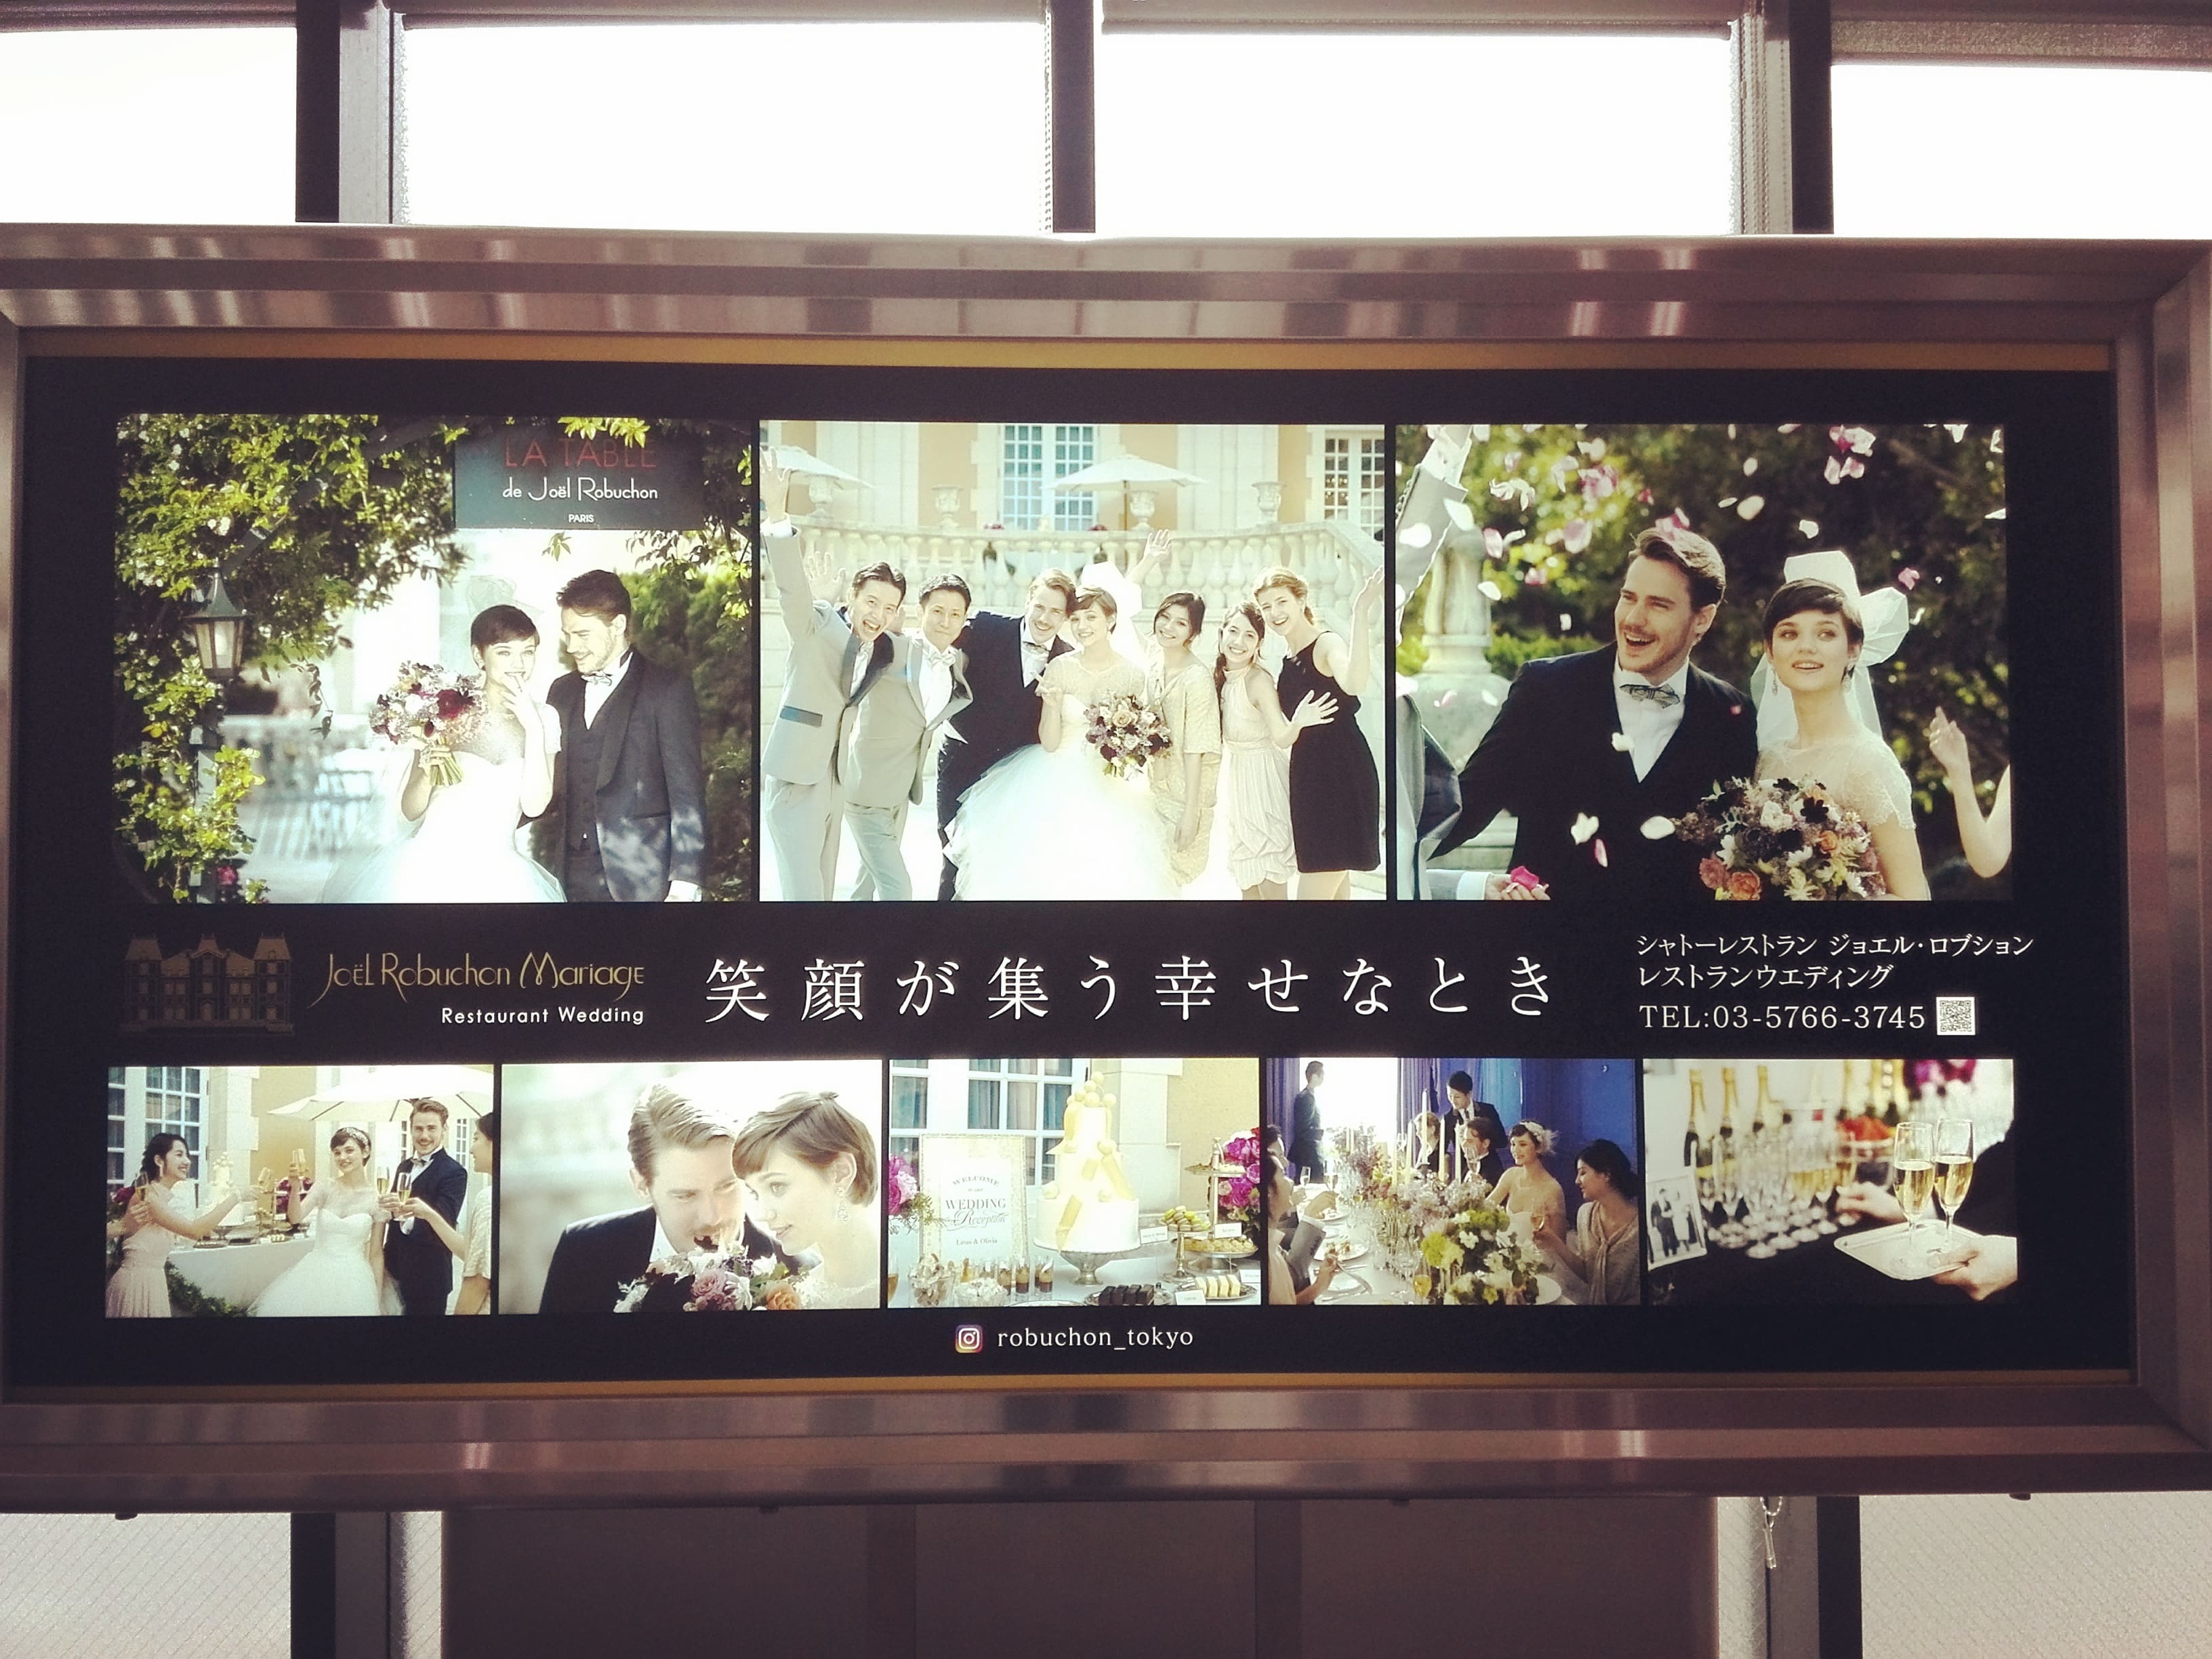 LA TABLE
de Joël Robuchon
PARIS
Joël Robuchon Mariage
Restaurant Wedding
笑顔が集う幸せなとき
シャトーレストラン ジョエル・ロブション
レストランウエディング
TEL:03-5766-3745
WELCOME
WEDDING
Reception
robuchon_tokyo